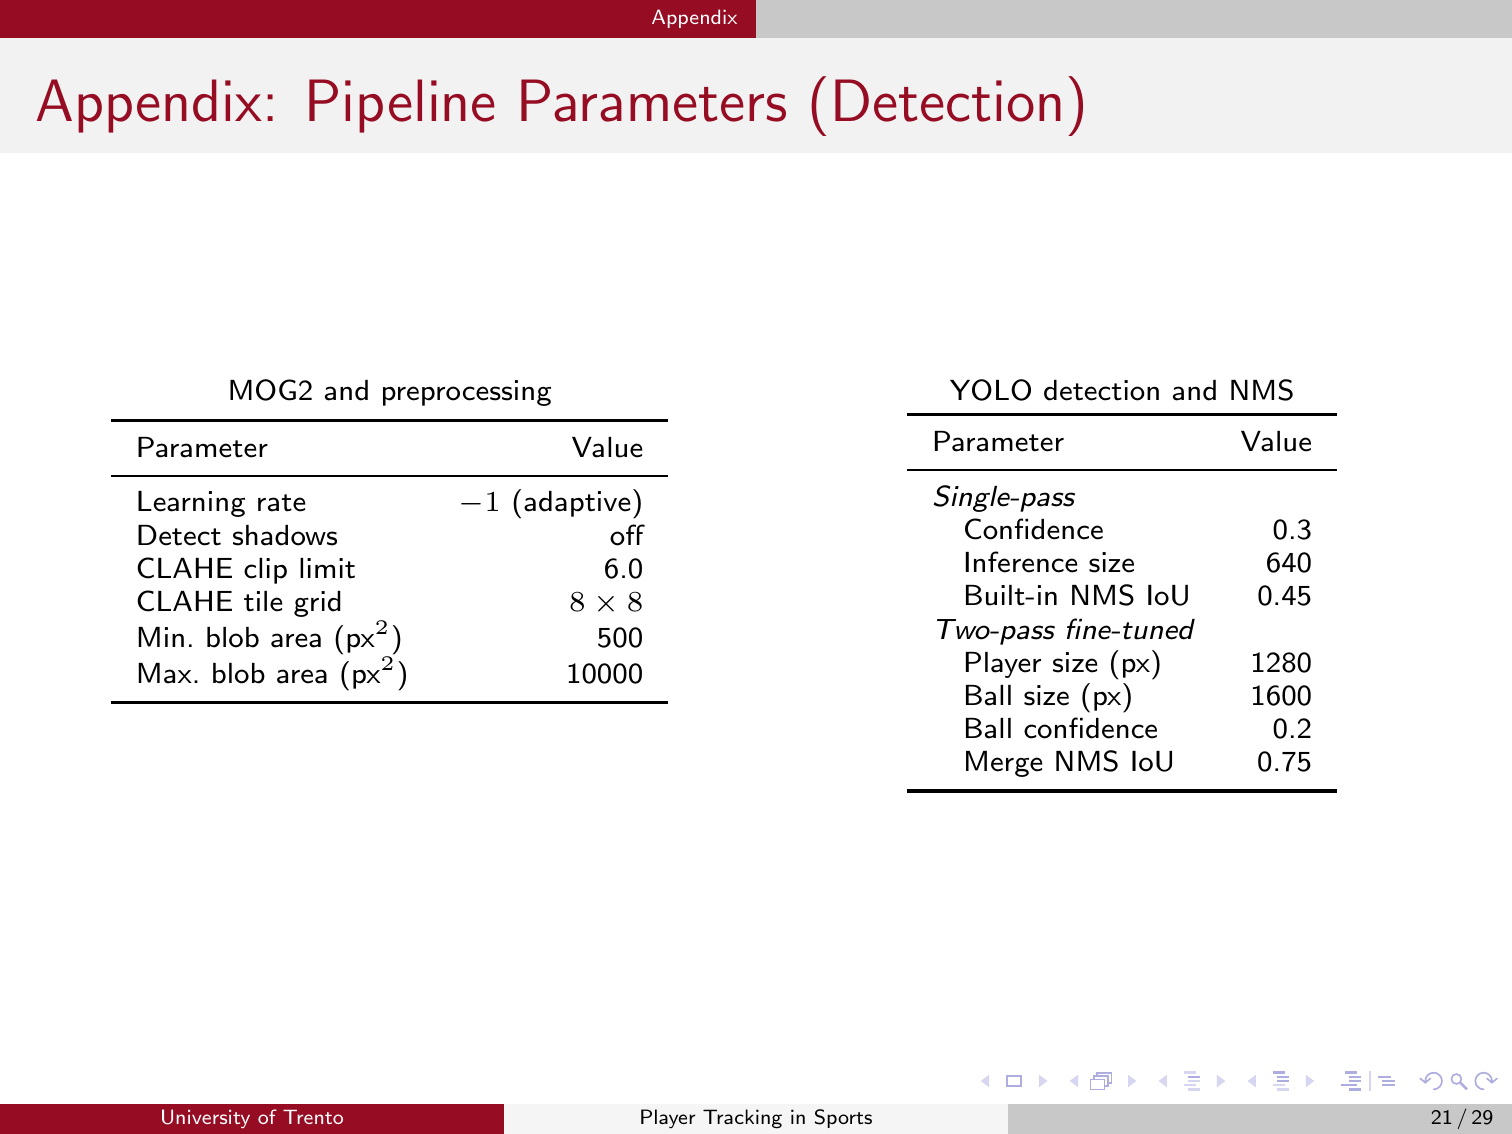 Appendix
Appendix: Pipeline Parameters (Detection)
MOG2 and preprocessing
Parameter Value
Learning rate −1 (adaptive)
Detect shadows off
CLAHE clip limit 6.0
CLAHE tile grid 8 × 8
Min. blob area (px²) 500
Max. blob area (px²) 10000
YOLO detection and NMS
Parameter Value
Single-pass
Confidence 0.3
Inference size 640
Built-in NMS IoU 0.45
Two-pass fine-tuned
Player size (px) 1280
Ball size (px) 1600
Ball confidence 0.2
Merge NMS IoU 0.75
University of Trento
Player Tracking in Sports
21 / 29